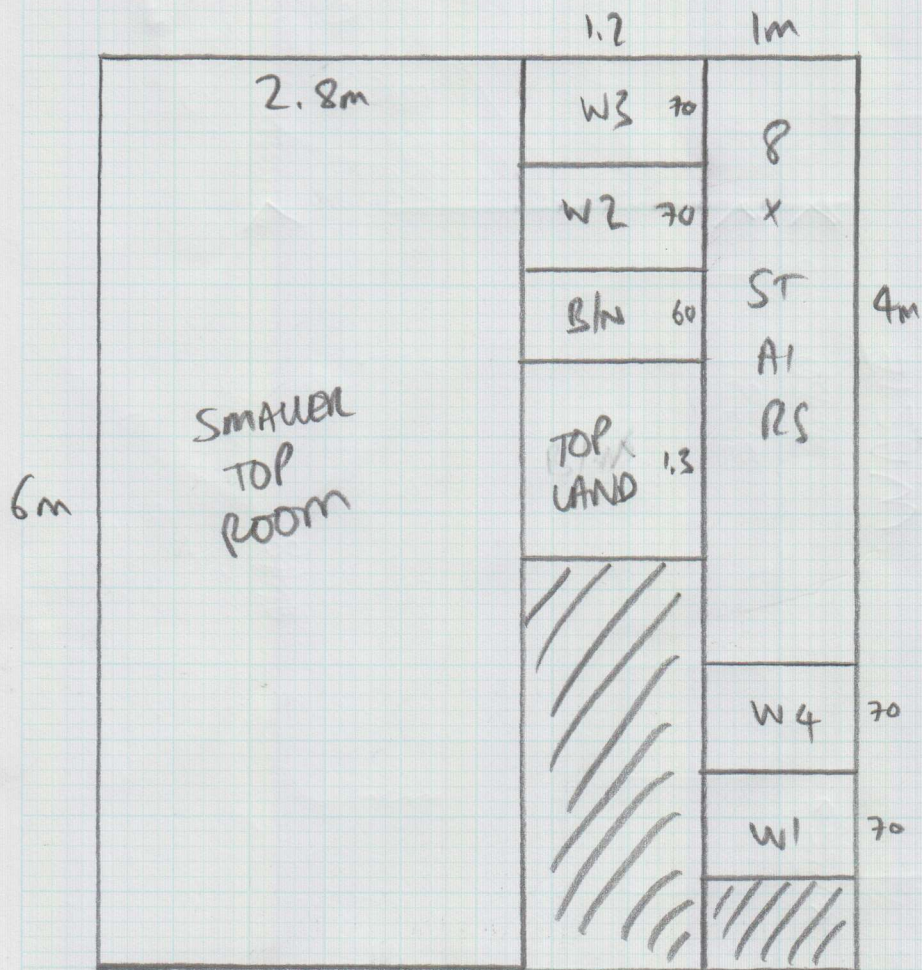 1.2 1m
2.8m
W3 70
8
W2 70
X
B/N 60
ST
4m
AI
RS
SMALLER
TOP
ROOM
6m
TOP 1.3
LAND
W4 70
W1 70